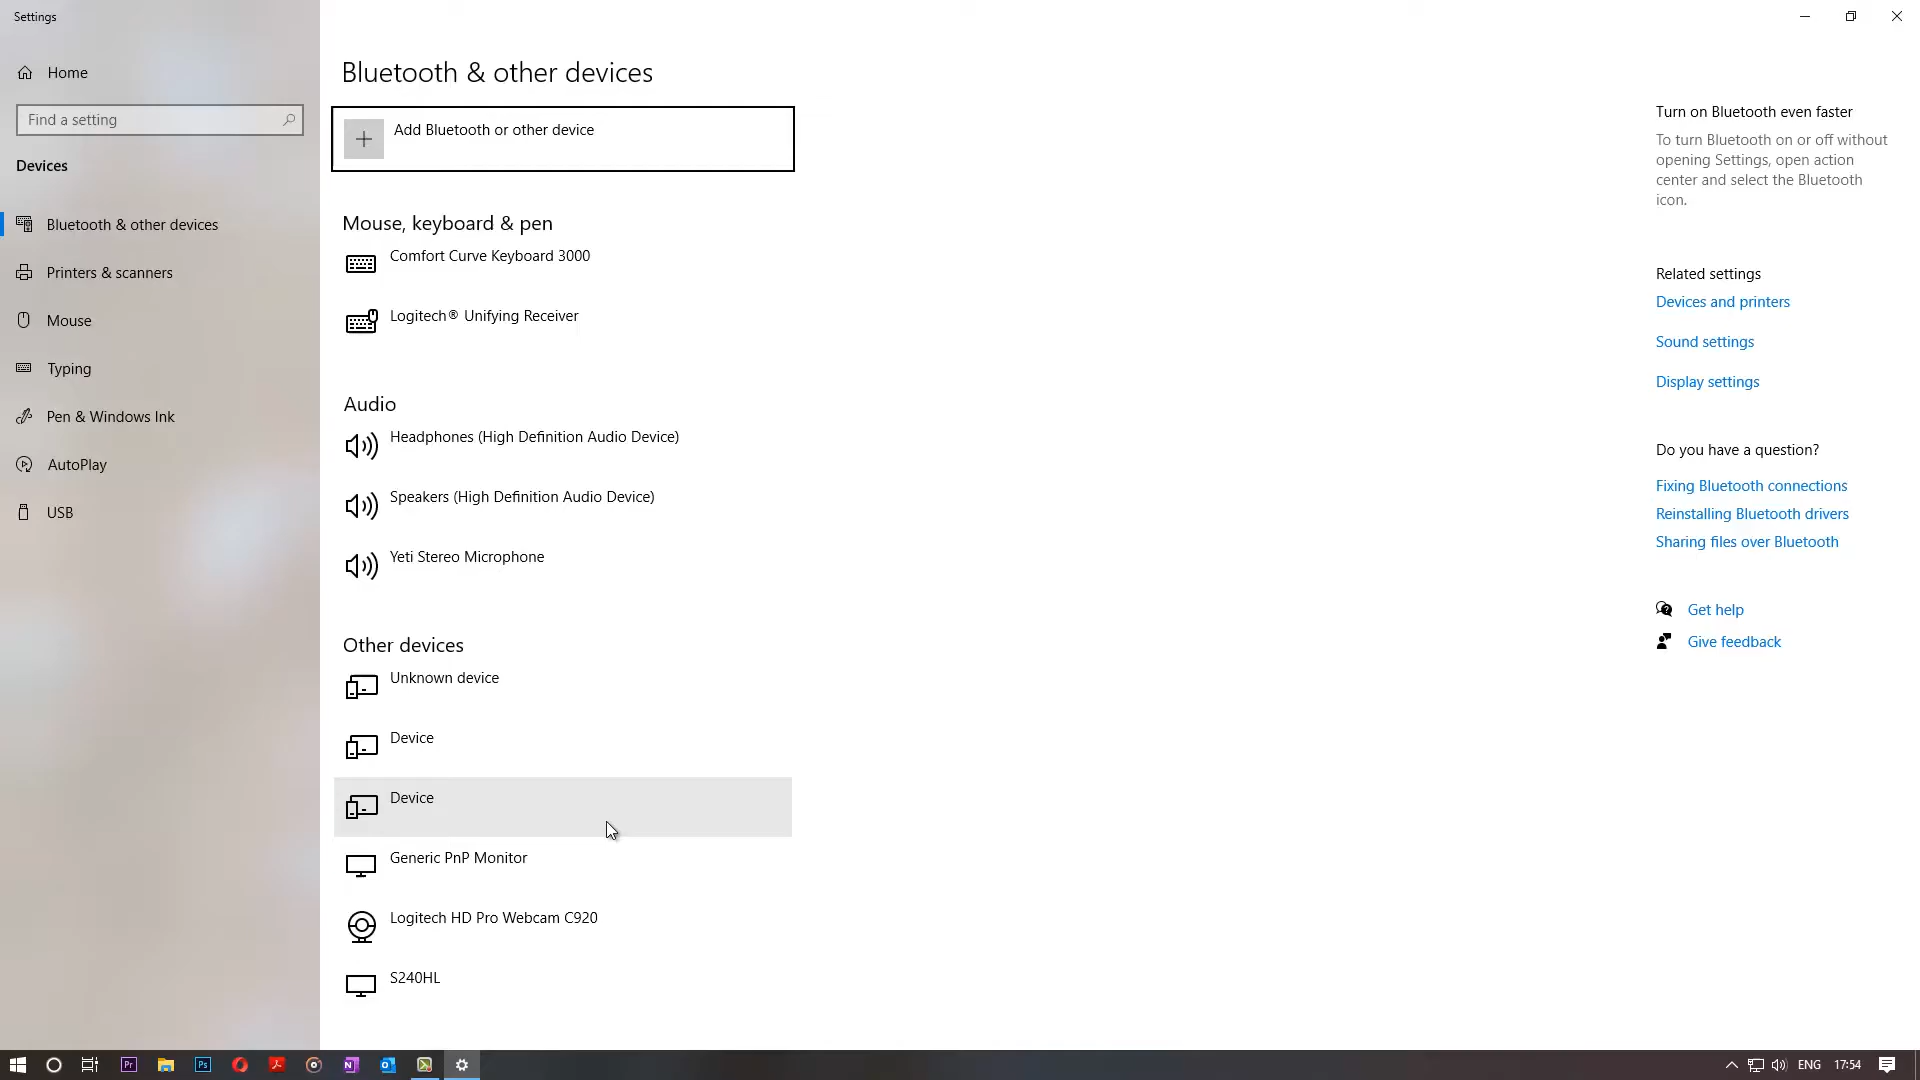 Settings
Home
Find a setting
Devices
Bluetooth & other devices
Printers & scanners
Mouse
Typing
Pen & Windows Ink
AutoPlay
USB
Bluetooth & other devices
Add Bluetooth or other device
Mouse, keyboard & pen
Comfort Curve Keyboard 3000
Logitech® Unifying Receiver
Audio
Headphones (High Definition Audio Device)
Speakers (High Definition Audio Device)
Yeti Stereo Microphone
Other devices
Unknown device
Device
Device
Generic PnP Monitor
Logitech HD Pro Webcam C920
S240HL
Turn on Bluetooth even faster
To turn Bluetooth on or off without
opening Settings, open action
center and select the Bluetooth
icon.
Related settings
Devices and printers
Sound settings
Display settings
Do you have a question?
Fixing Bluetooth connections
Reinstalling Bluetooth drivers
Sharing files over Bluetooth
Get help
Give feedback
Pr
Ps
N
ENG
17:54